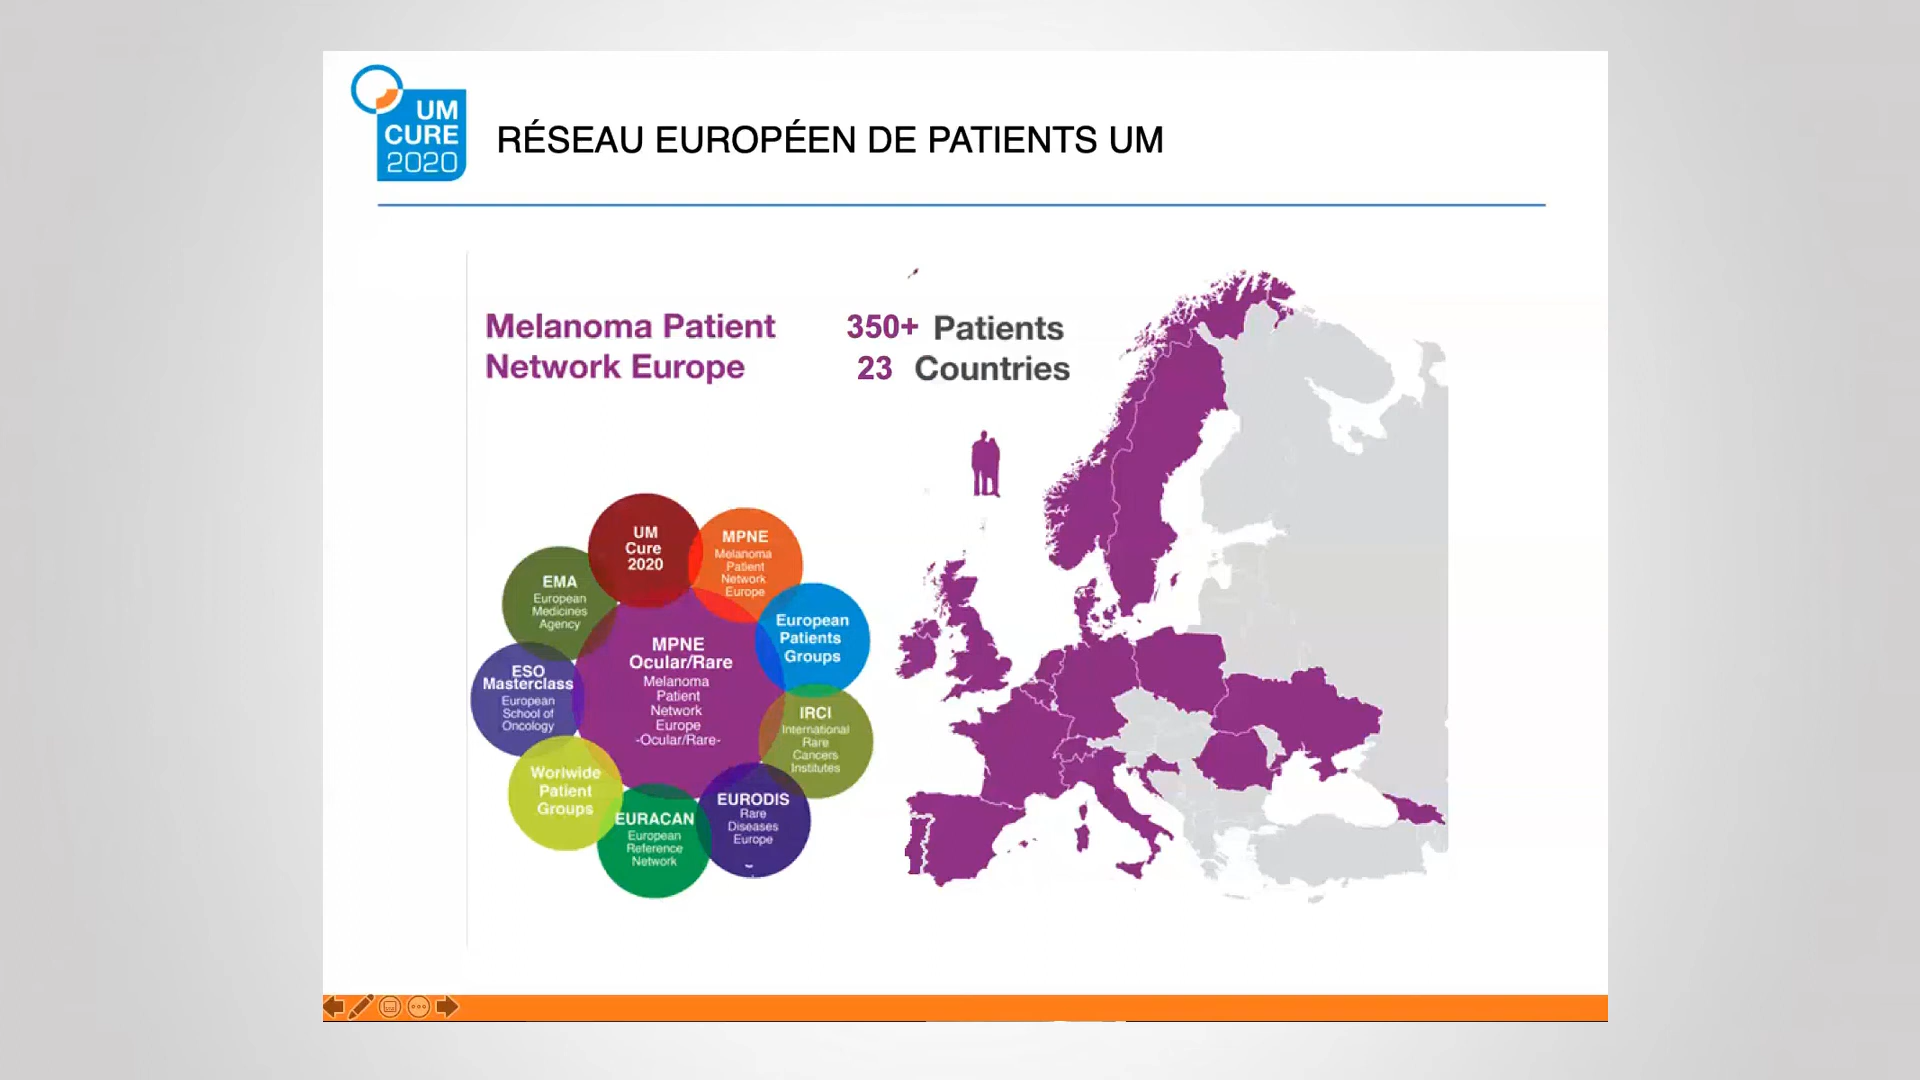 UM
CURE
2020
RÉSEAU EUROPÉEN DE PATIENTS UM
Melanoma Patient
Network Europe
350+ Patients
23 Countries
UM
Cure
2020
MPNE
Melanoma
Patient
Network
Europe
European
Patients
Groups
IRCI
International
Rare
Cancers
Institutes
EURODIS
Rare
Diseases
Europe
EURACAN
European
Reference
Network
Worlwide
Patient
Groups
ESO
Masterclass
European
School of
Oncology
EMA
European
Medicines
Agency
MPNE
Ocular/Rare
Melanoma
Patient
Network
Europe
-Ocular/Rare-